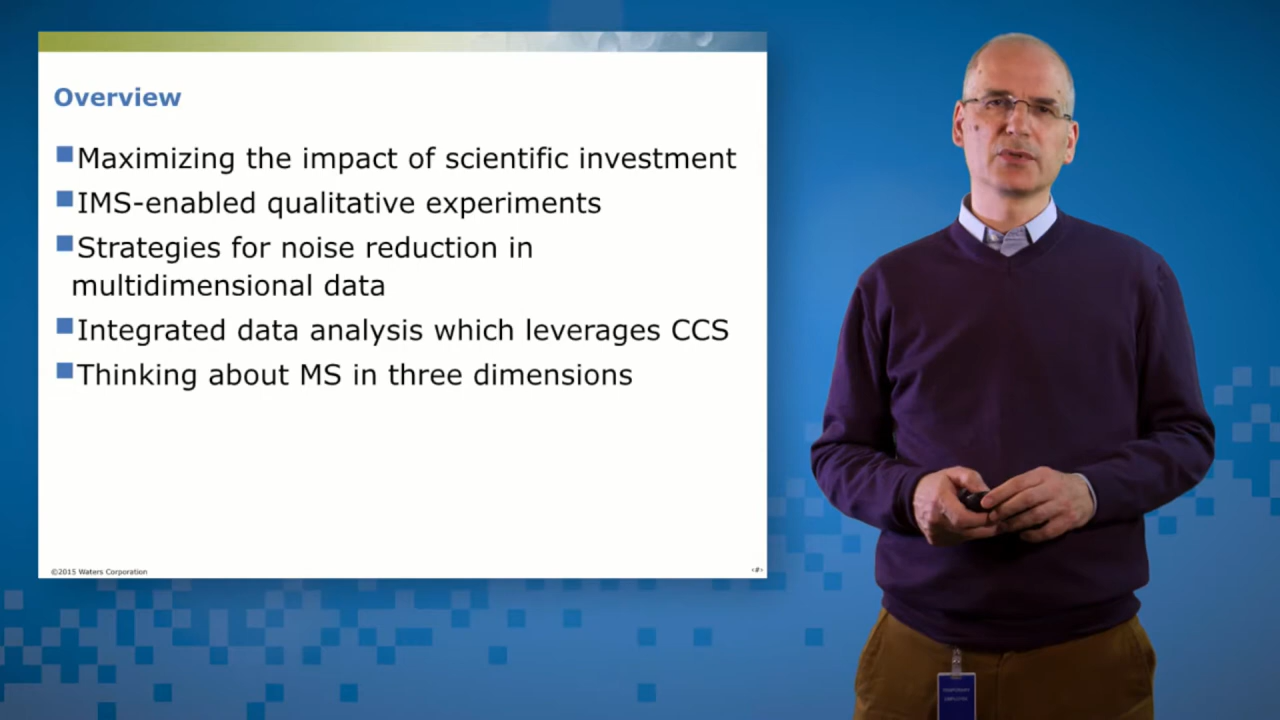 Overview
Maximizing the impact of scientific investment
IMS-enabled qualitative experiments
Strategies for noise reduction in
multidimensional data
Integrated data analysis which leverages CCS
Thinking about MS in three dimensions
©2015 Waters Corporation
‹#›